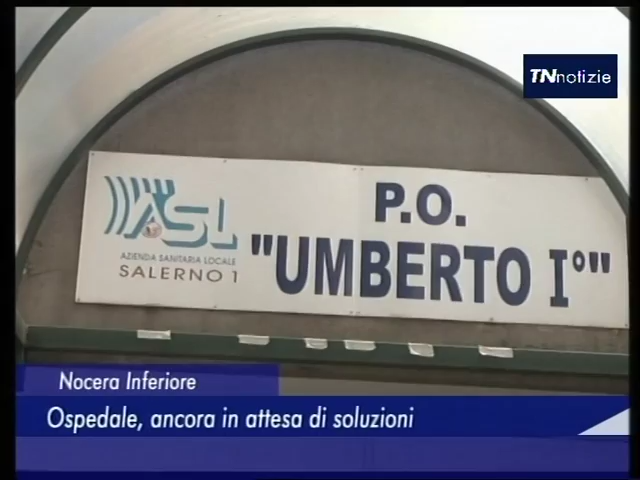 TNnotizie
ASL
AZIENDA SANITARIA LOCALE
SALERNO 1
P.O.
"UMBERTO I°"
Nocera Inferiore
Ospedale, ancora in attesa di soluzioni